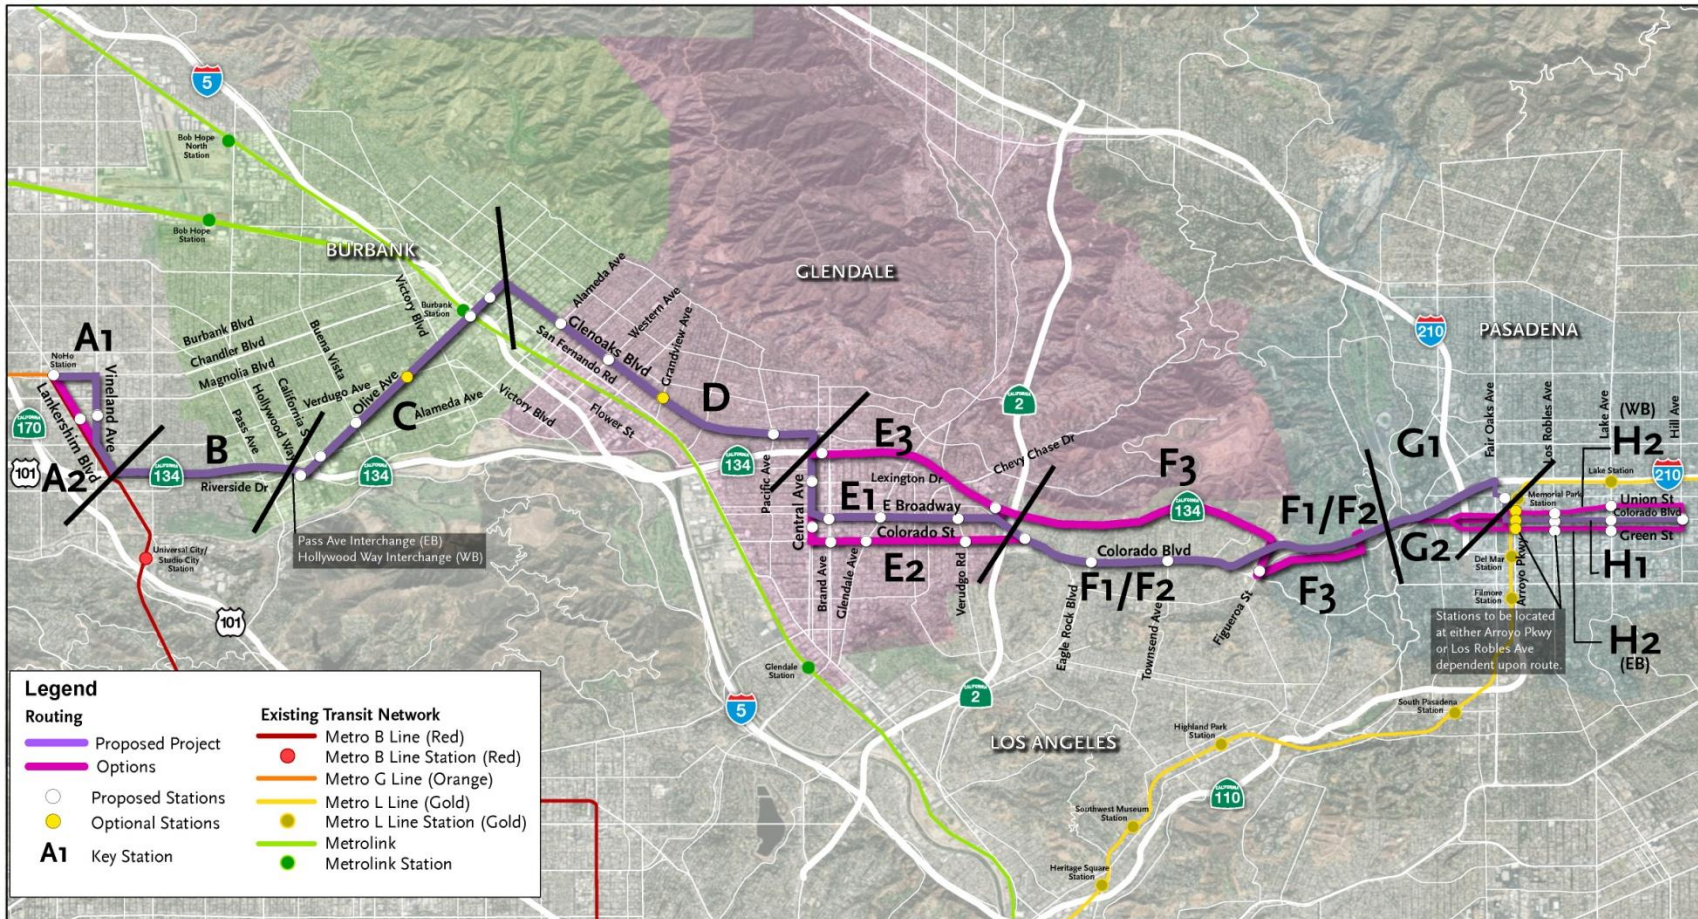 5
Bob Hope
North
Station
Bob Hope
Station
BURBANK
GLENDALE
PASADENA
LOS ANGELES
Burbank
Station
Victory Blvd
Alameda Ave
Western Ave
Grandview Ave
Glenoaks Blvd
San Fernando Rd
Burbank Blvd
Chandler Blvd
Magnolia Blvd
Buena Vista
Verdugo Ave
Olive Ave
California S
Hollywood Way
Pass Ave
Alameda Ave
Victory Blvd
Flower St
A1
NoHo
Station
Vineland Ave
Lankershim Blvd
CALIFORNIA
170
101
A2
CALIFORNIA
134
B
Riverside Dr
C
CALIFORNIA
134
D
Pass Ave Interchange (EB)
Hollywood Way Interchange (WB)
Universal City/
Studio City
Station
101
Pacific Ave
CALIFORNIA
134
Central Ave
E3
Lexington Dr
Chevy Chase Dr
E1
E Broadway
Colorado St
E2
Brand Ave
Glendale Ave
Verudgo Rd
CALIFORNIA
2
F3
CALIFORNIA
134
F1/F2
Colorado Blvd
F1/F2
F3
Eagle Rock Blvd
Townsend Ave
Figueroa St
210
G1
G2
Fair Oaks Ave
Los Robles Ave
Lake Ave
Hill Ave
(WB)
H2
Lake Station
210
Memorial Park
Station
Union St
Colorado Blvd
Green St
Del Mar
Station
Arroyo Pkwy
H1
Filmore
Station
Stations to be located
at either Arroyo Pkwy
or Los Robles Ave
dependent upon route.
H2
(EB)
Glendale
Station
5
CALIFORNIA
2
Highland Park
Station
South Pasadena
Station
CALIFORNIA
110
Southwest Museum
Station
Heritage Square
Station
Legend
Routing
Proposed Project
Options
Proposed Stations
Optional Stations
A1 Key Station
Existing Transit Network
Metro B Line (Red)
Metro B Line Station (Red)
Metro G Line (Orange)
Metro L Line (Gold)
Metro L Line Station (Gold)
Metrolink
Metrolink Station